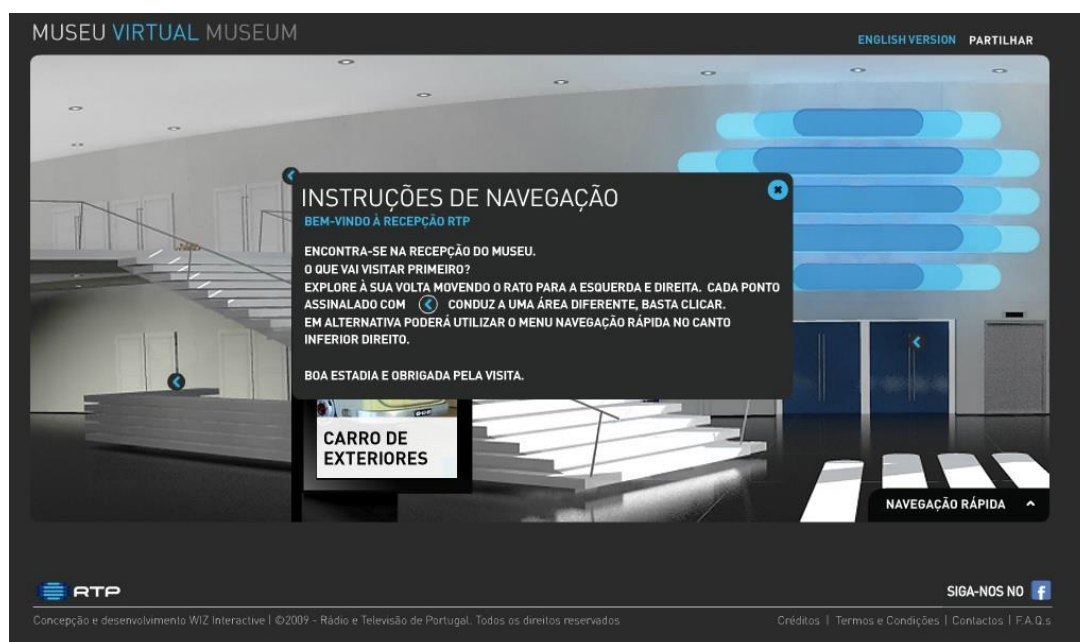 MUSEU VIRTUAL MUSEUM
ENGLISH VERSION PARTILHAR
INSTRUÇÕES DE NAVEGAÇÃO
BEM-VINDO À RECEPÇÃO RTP
ENCONTRA-SE NA RECEPÇÃO DO MUSEU.
O QUE VAI VISITAR PRIMEIRO?
EXPLORE À SUA VOLTA MOVENDO O RATO PARA A ESQUERDA E DIREITA. CADA PONTO
ASSINALADO COM CONDUZ A UMA ÁREA DIFERENTE, BASTA CLICAR.
EM ALTERNATIVA PODERÁ UTILIZAR O MENU NAVEGAÇÃO RÁPIDA NO CANTO
INFERIOR DIREITO.
BOA ESTADIA E OBRIGADA PELA VISITA.
CARRO DE
EXTERIORES
NAVEGAÇÃO RÁPIDA
RTP
SIGA-NOS NO f
Concepção e desenvolvimento WIZ Interactive | ©2009 - Rádio e Televisão de Portugal. Todos os direitos reservados
Créditos | Termos e Condições | Contactos | F.A.Q.s